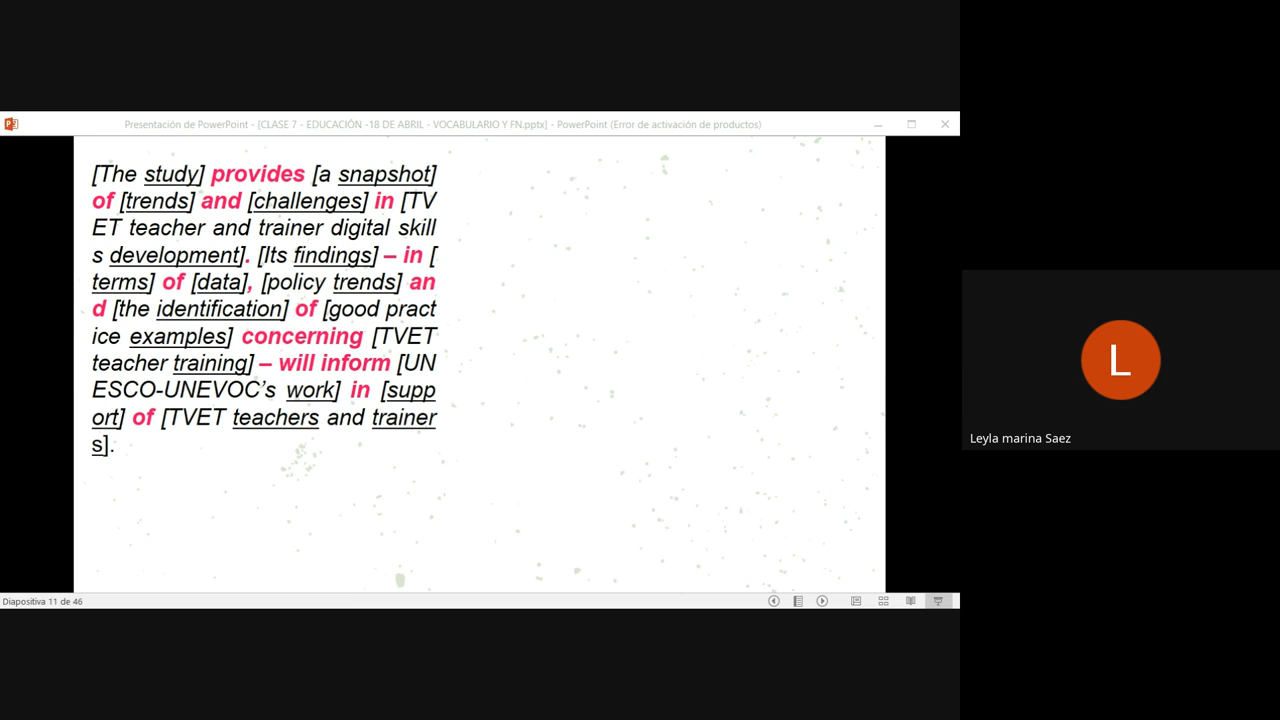 Presentación de PowerPoint - [CLASE 7 - EDUCACIÓN -18 DE ABRIL - VOCABULARIO Y FN.pptx] - PowerPoint (Error de activación de productos)
[The study] provides [a snapshot]
of [trends] and [challenges] in [TV
ET teacher and trainer digital skill
s development]. [Its findings] – in [
terms] of [data], [policy trends] an
d [the identification] of [good pract
ice examples] concerning [TVET
teacher training] – will inform [UN
ESCO-UNEVOC’s work] in [supp
ort] of [TVET teachers and trainer
s].
L
Leyla marina Saez
Diapositiva 11 de 46